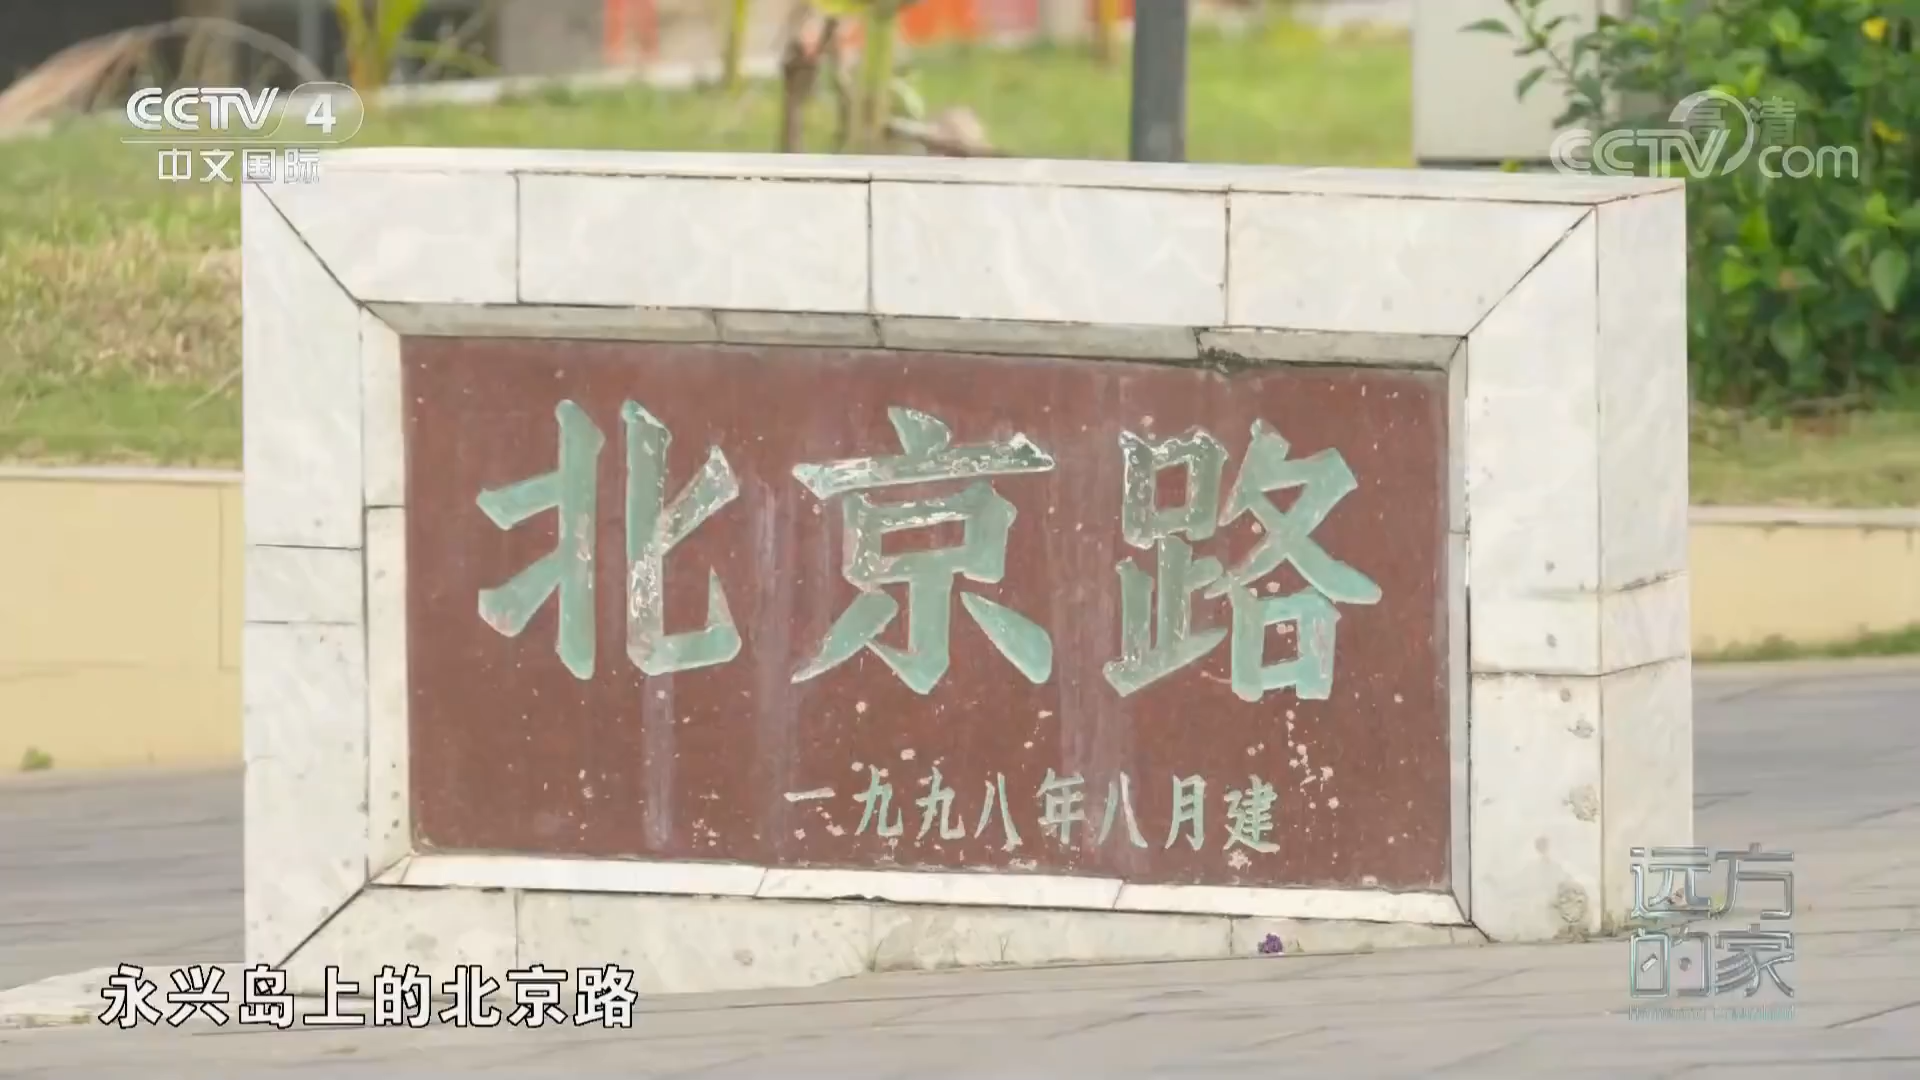 CCTV 4
中文国际
高清
CCTV com
北京路
一九九八年八月建
远方
的家
永兴岛上的北京路